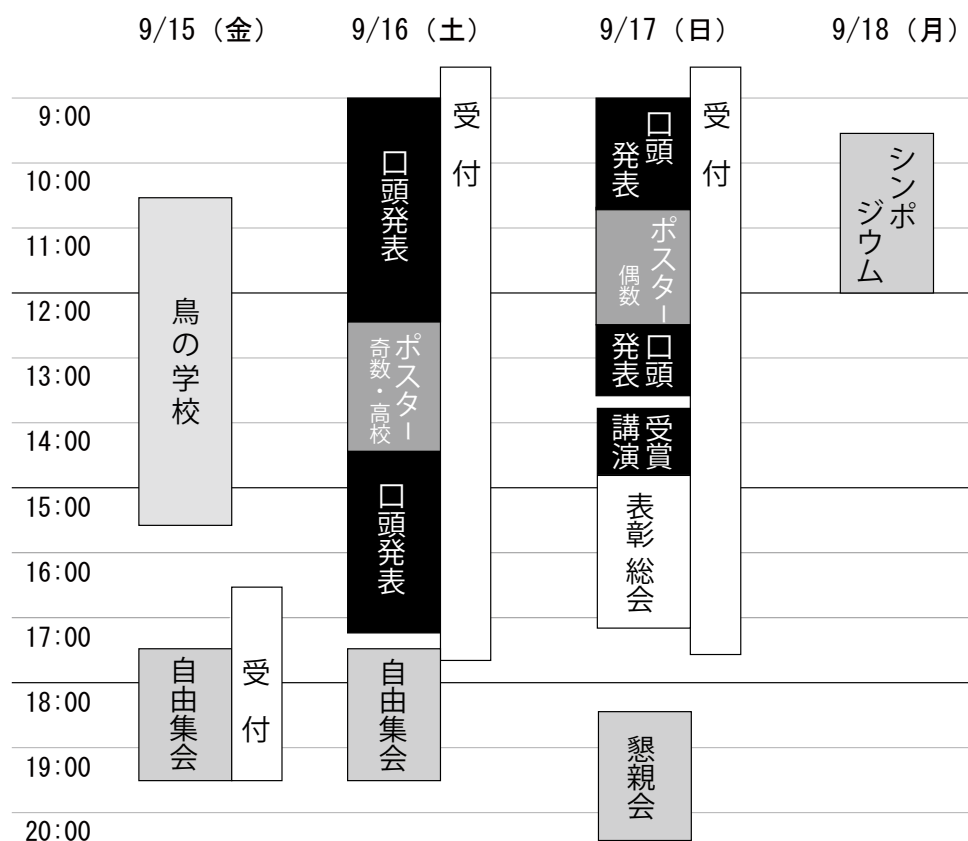 9/15（金）
9/16（土）
9/17（日）
9/18（月）
9:00
10:00
11:00
12:00
13:00
14:00
15:00
16:00
17:00
18:00
19:00
20:00
鳥の学校
自由集会
受付
口頭発表
ポスター
奇数・高校
口頭発表
自由集会
受付
口頭
発表
ポスター
偶数
口頭
発表
受賞
講演
表彰 総会
懇親会
受付
シンポ
ジウム